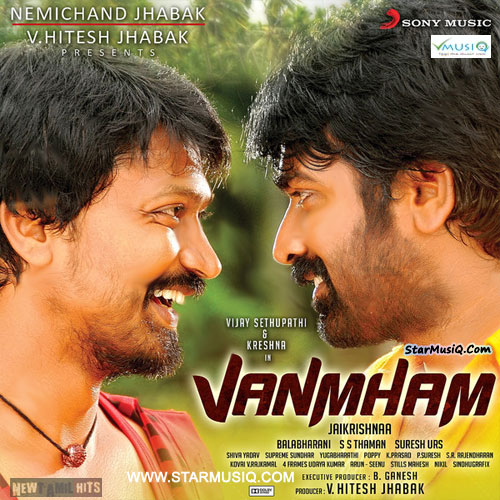 NEMICHAND JHABAK
V.HITESH JHABAK
PRESENTS
SONY MUSIC
VMUSIQ
VIJAY SETHUPATHI
&
KRESHNA
IN
StarMusiQ.Com
VANMHAM
JAIKRISHNAA
BALABHARANI S S THAMAN SURESH URS
SHIVA YADAV SUPREME SUNDHAR YUGABHARATHI POPPY K.PRASAD P.SURESH S.R. RAJENDHARAN
KOVAI V.RAJKAMAL 4 FRAMES UDAYA KUMAR ARUN - SEENU STILLS MAHESH NIKIL SINDHUGRAFIX
EXECUTIVE PRODUCER : B. GANESH
WWW.STARMUSIQ.COM
DOLBY PRODUCER : V. HITESH JHABAK
NEW TAMIL HITS